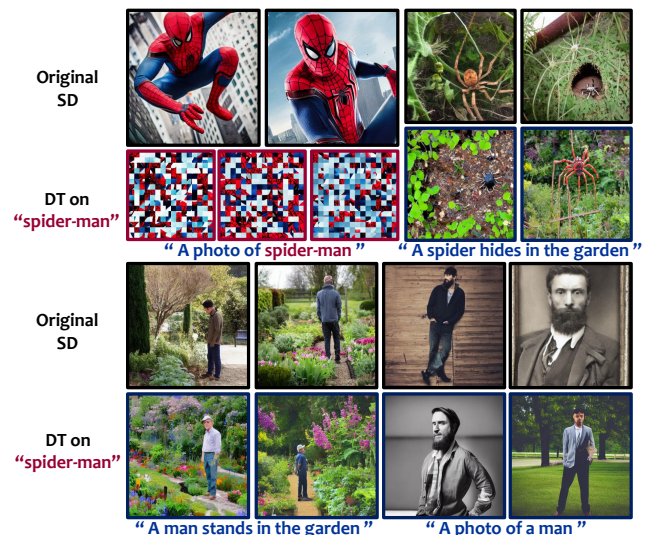 Original
SD
DT on
“spider-man”
“ A photo of spider-man ” “ A spider hides in the garden ”
Original
SD
DT on
“spider-man”
“ A man stands in the garden ” “ A photo of a man ”